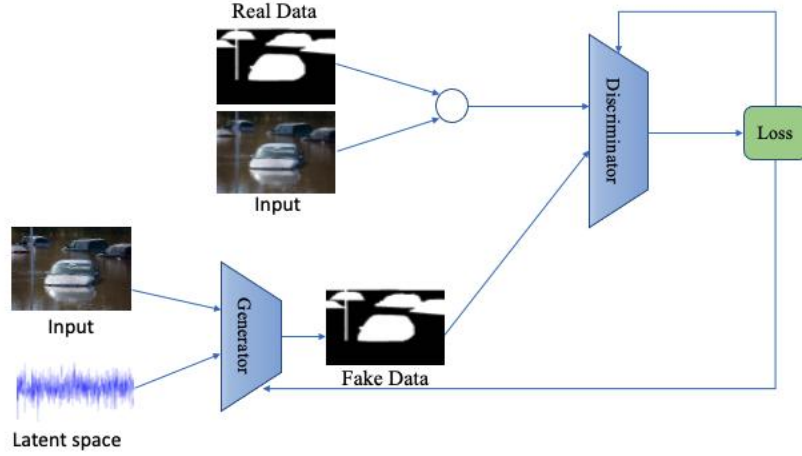 Real Data
Input
Discriminator
Loss
Input
Generator
Fake Data
Latent space